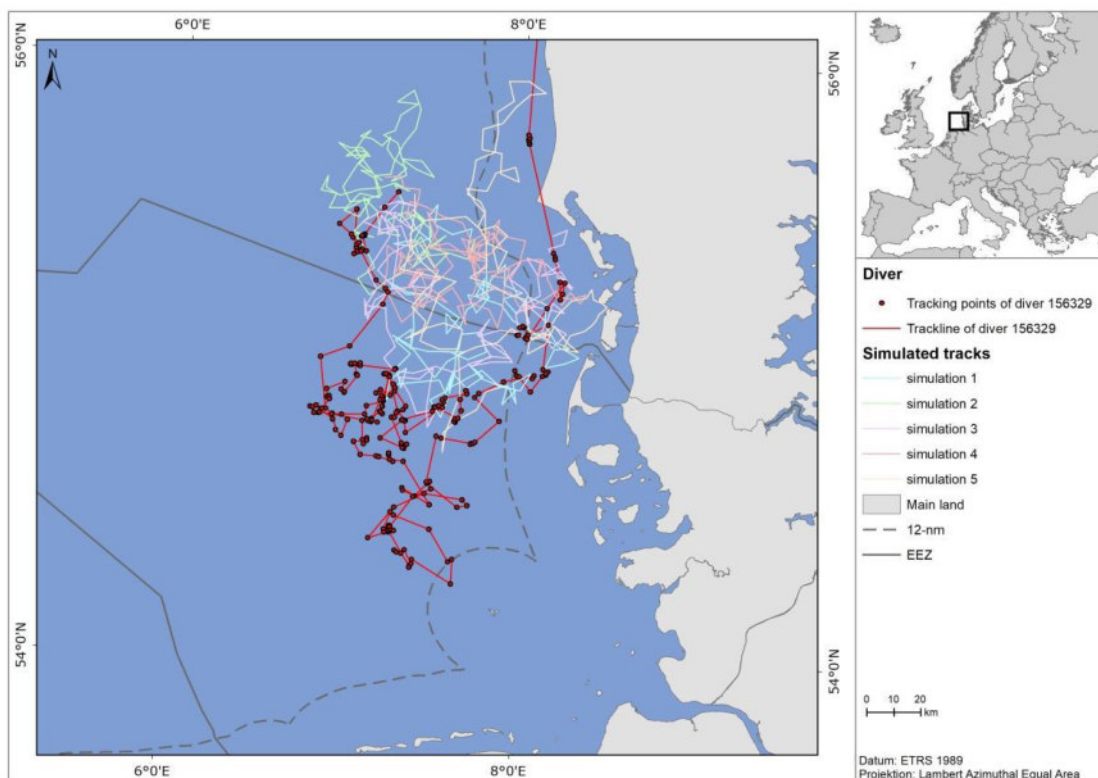 6°0'E
8°0'E
56°0'N
56°0'N
N
54°0'N
54°0'N
6°0'E
8°0'E
Diver
Tracking points of diver 156329
Trackline of diver 156329
Simulated tracks
simulation 1
simulation 2
simulation 3
simulation 4
simulation 5
Main land
12-nm
EEZ
0 10 20
km
Datum: ETRS 1989
Projektion: Lambert Azimuthal Equal Area